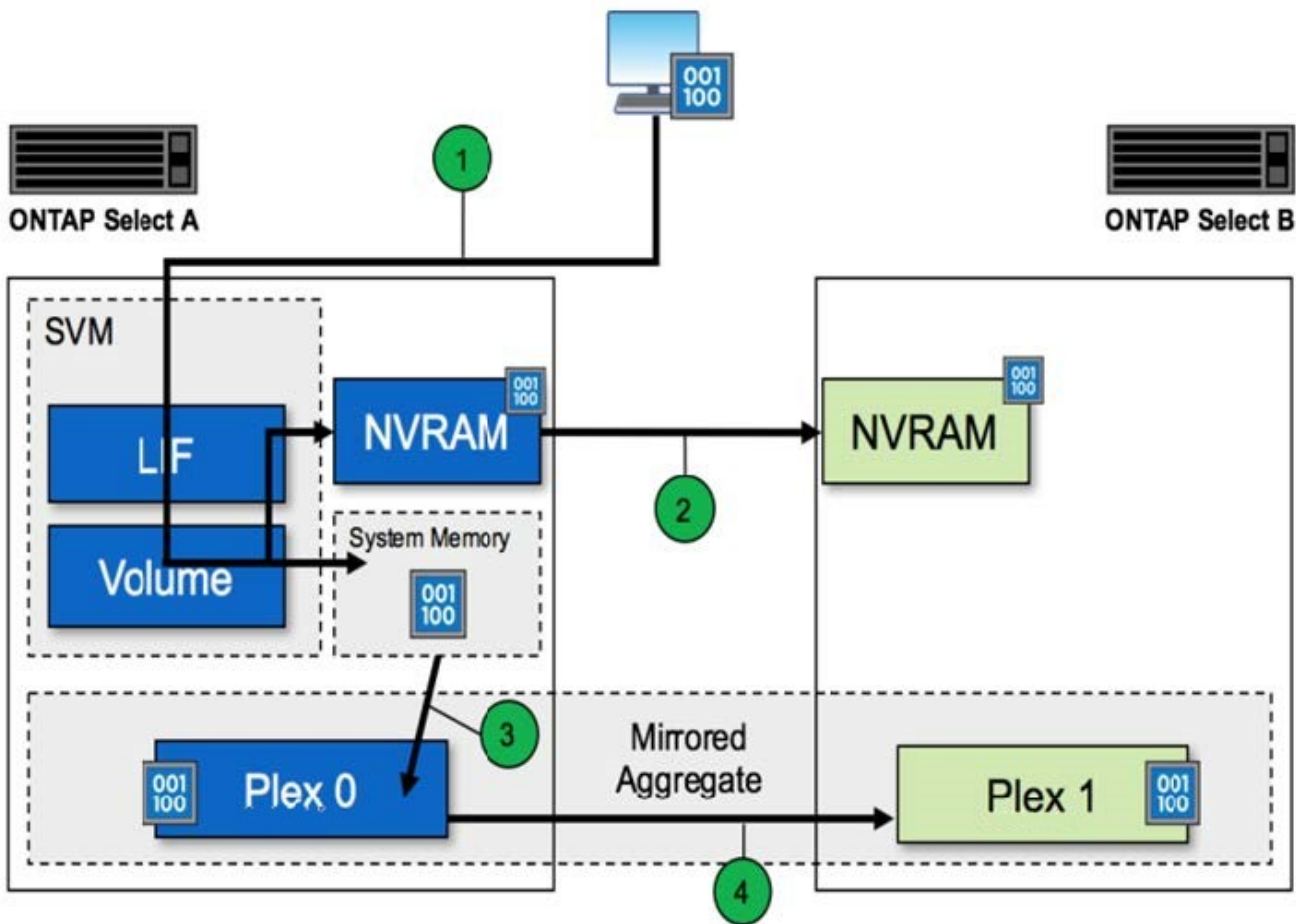 001
100
1
ONTAP Select A
ONTAP Select B
SVM
LIF
Volume
NVRAM
001
100
System Memory
001
100
2
NVRAM
001
100
3
Mirrored
Aggregate
001
100
Plex 0
Plex 1
001
100
4